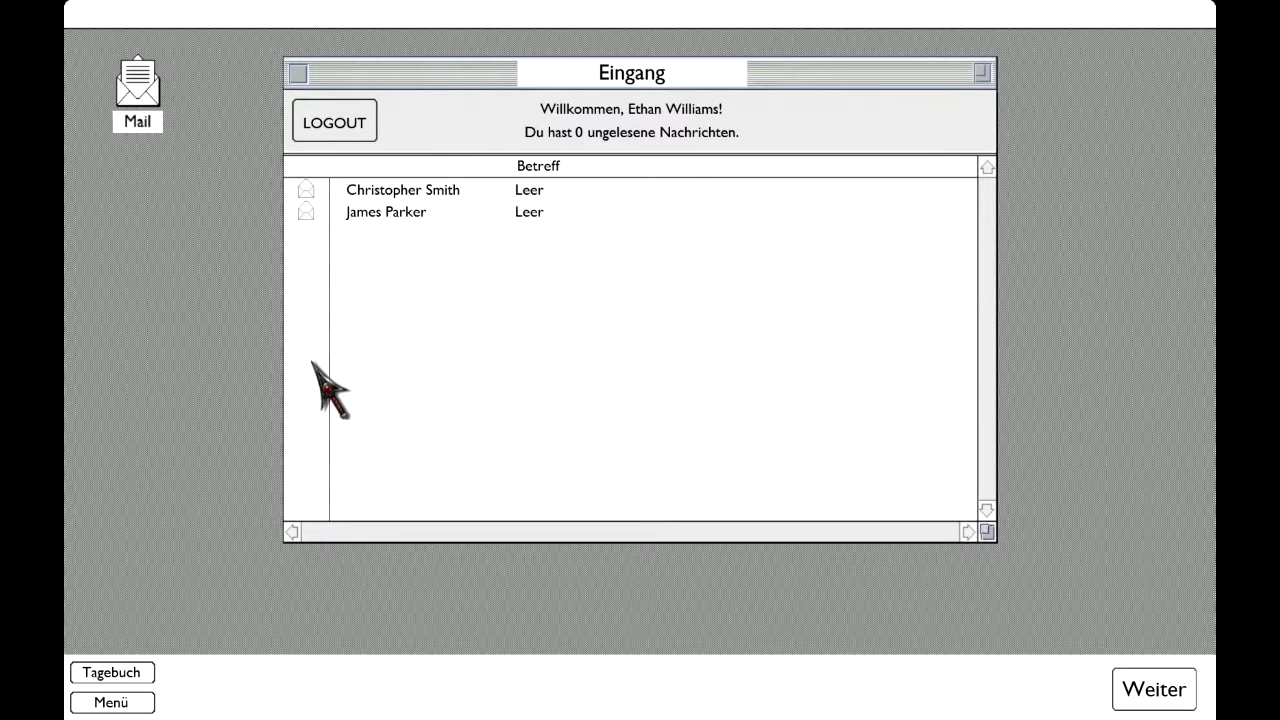 Eingang
Mail
LOGOUT
Willkommen, Ethan Williams!
Du hast 0 ungelesene Nachrichten.
Betreff
Christopher Smith Leer
James Parker Leer
Tagebuch
Menü
Weiter